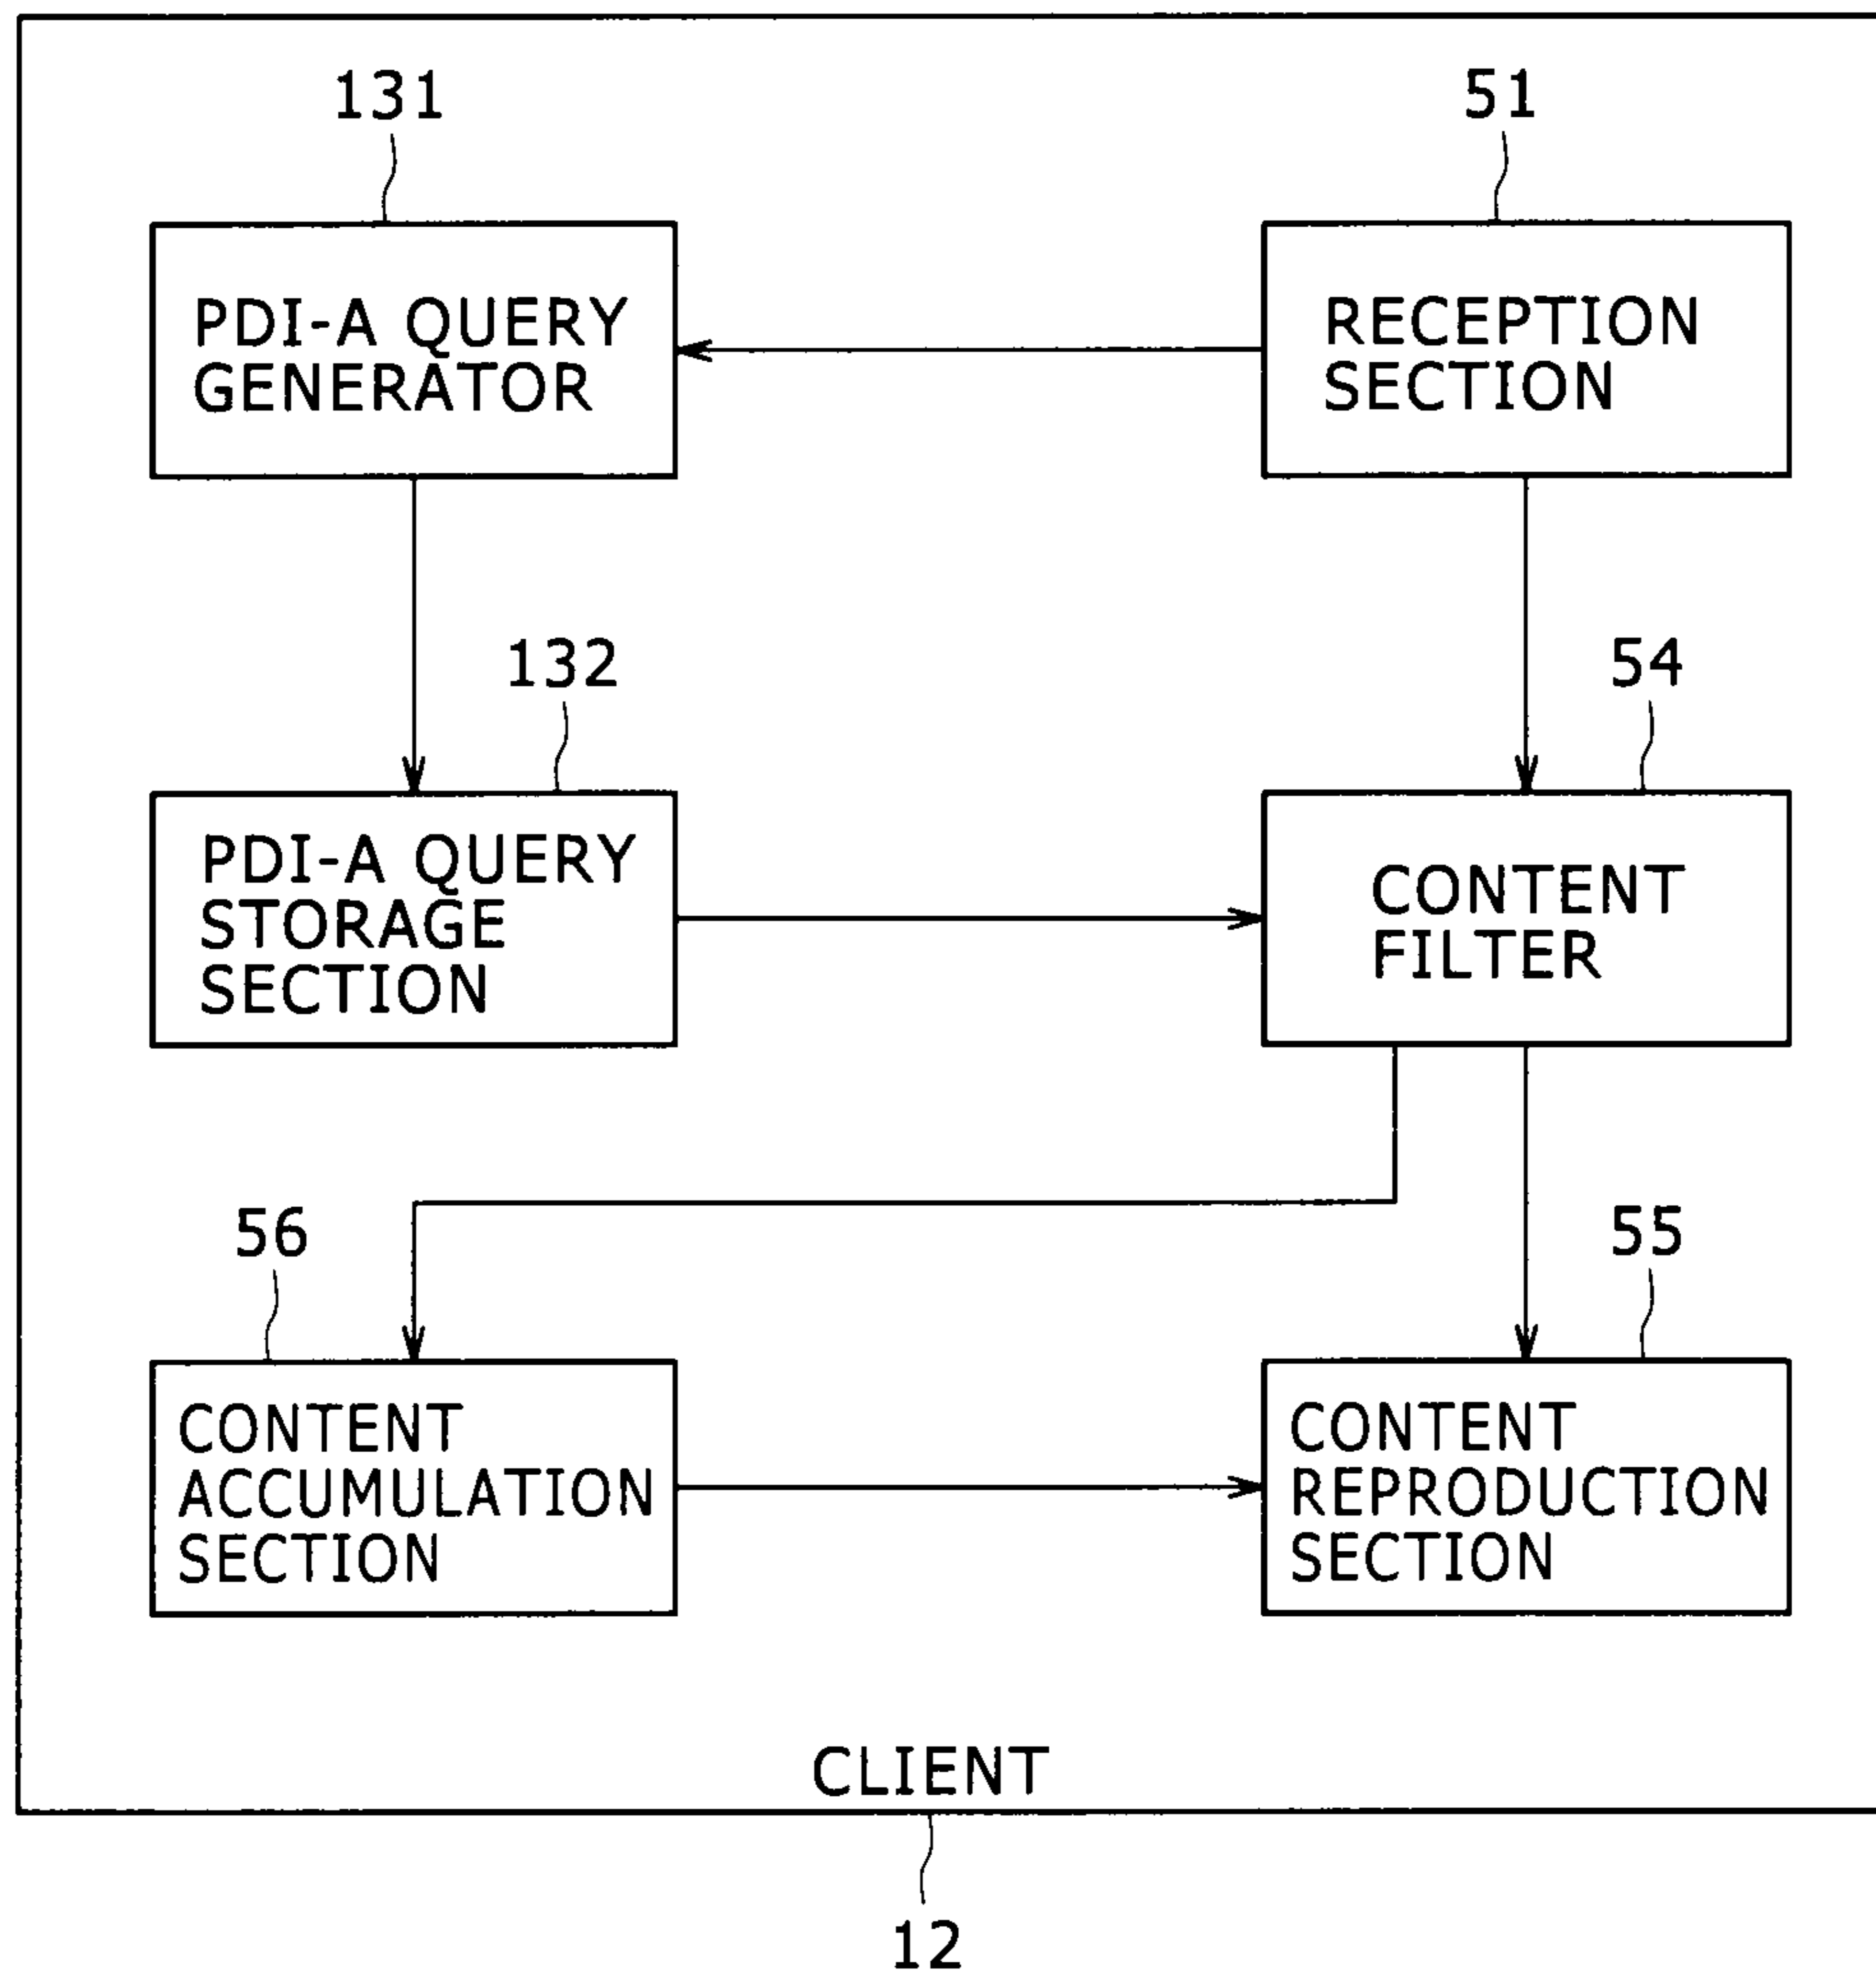 131
51
PDI-A QUERY
GENERATOR
RECEPTION
SECTION
132
54
PDI-A QUERY
STORAGE
SECTION
CONTENT
FILTER
56
55
CONTENT
ACCUMULATION
SECTION
CONTENT
REPRODUCTION
SECTION
CLIENT
12